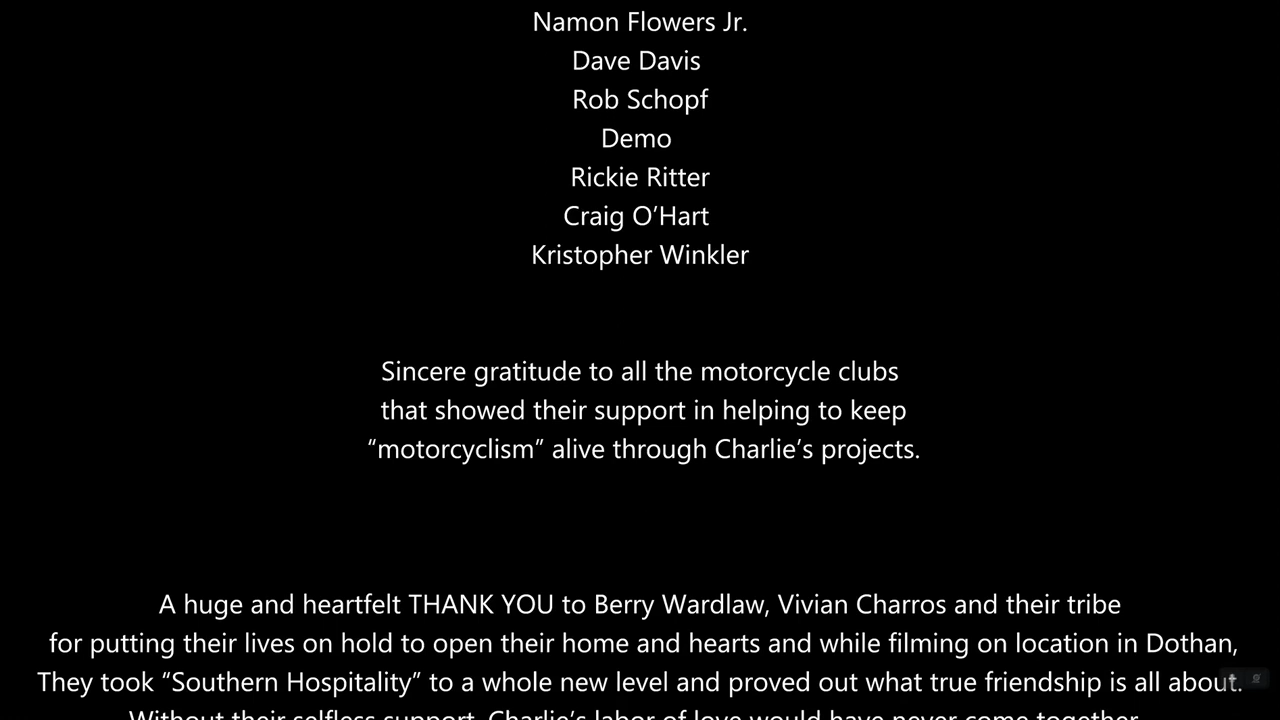 Namon Flowers Jr.
Dave Davis
Rob Schopf
Demo
Rickie Ritter
Craig O’Hart
Kristopher Winkler
Sincere gratitude to all the motorcycle clubs
that showed their support in helping to keep
“motorcyclism” alive through Charlie’s projects.
A huge and heartfelt THANK YOU to Berry Wardlaw, Vivian Charros and their tribe
for putting their lives on hold to open their home and hearts and while filming on location in Dothan,
They took “Southern Hospitality” to a whole new level and proved out what true friendship is all about.
Without their selfless support, Charlie’s labor of love would have never come together